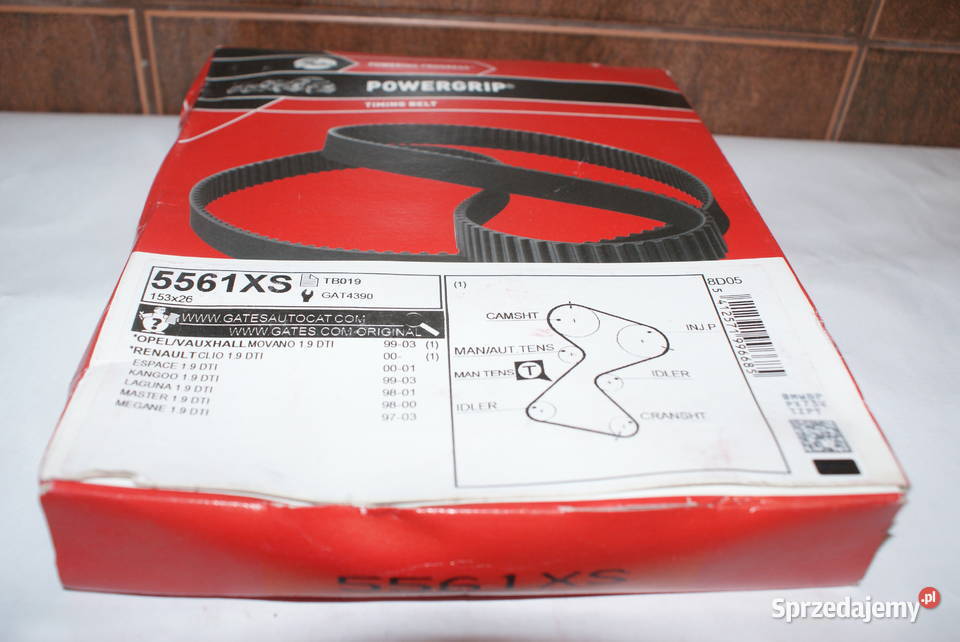 POWERGRIP®
TIMING BELT
5561XS
TB019
153x26
GAT4390
WWW.GATESAUTOCAT.COM
WWW.GATES.COM-ORIGINAL
*OPEL/VAUXHALL MOVANO 1.9 DTI 99-03 (1)
*RENAULT CLIO 1.9 DTI 00- (1)
ESPACE 1.9 DTI 00-01
KANGOO 1.9 DTI 99-03
LAGUNA 1.9 DTI 98-01
MASTER 1.9 DTI 98-00
MEGANE 1.9 DTI 97-03
(1)
CAMSHT
INJ.P
MAN/AUT.TENS
MAN TENS
T
IDLER
IDLER
CRANSHT
8D05
5 425719 96685
5561XS
Sprzedajemy.pl